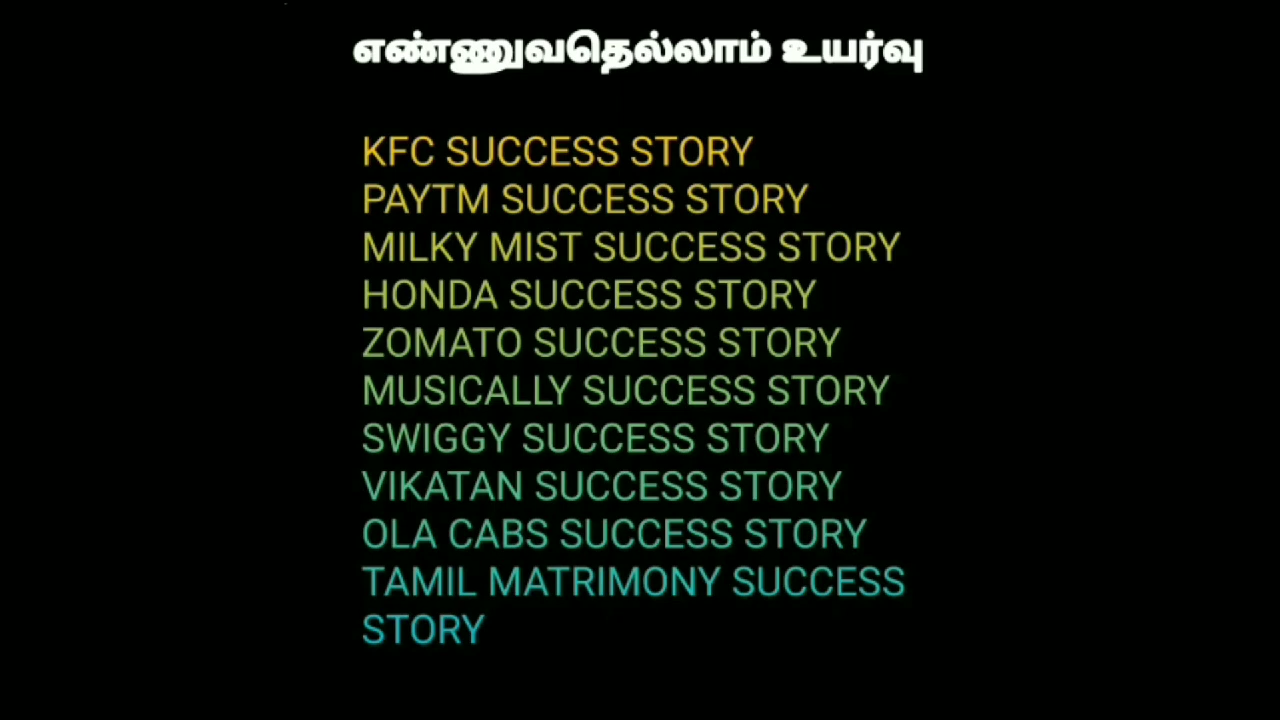 எண்ணுவதெல்லாம் உயர்வு
KFC SUCCESS STORY
PAYTM SUCCESS STORY
MILKY MIST SUCCESS STORY
HONDA SUCCESS STORY
ZOMATO SUCCESS STORY
MUSICALLY SUCCESS STORY
SWIGGY SUCCESS STORY
VIKATAN SUCCESS STORY
OLA CABS SUCCESS STORY
TAMIL MATRIMONY SUCCESS
STORY